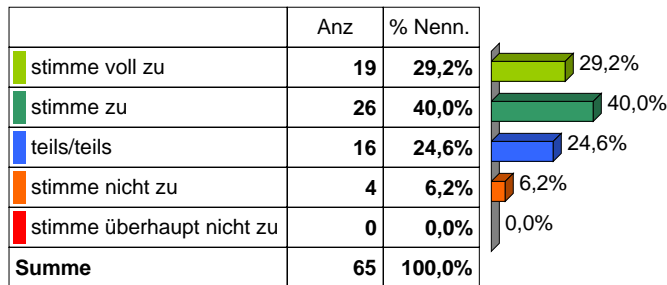 Anz % Nenn.
stimme voll zu 19 29,2% 29,2%
stimme zu 26 40,0% 40,0%
teils/teils 16 24,6% 24,6%
stimme nicht zu 4 6,2% 6,2%
stimme überhaupt nicht zu 0 0,0% 0,0%
Summe 65 100,0%